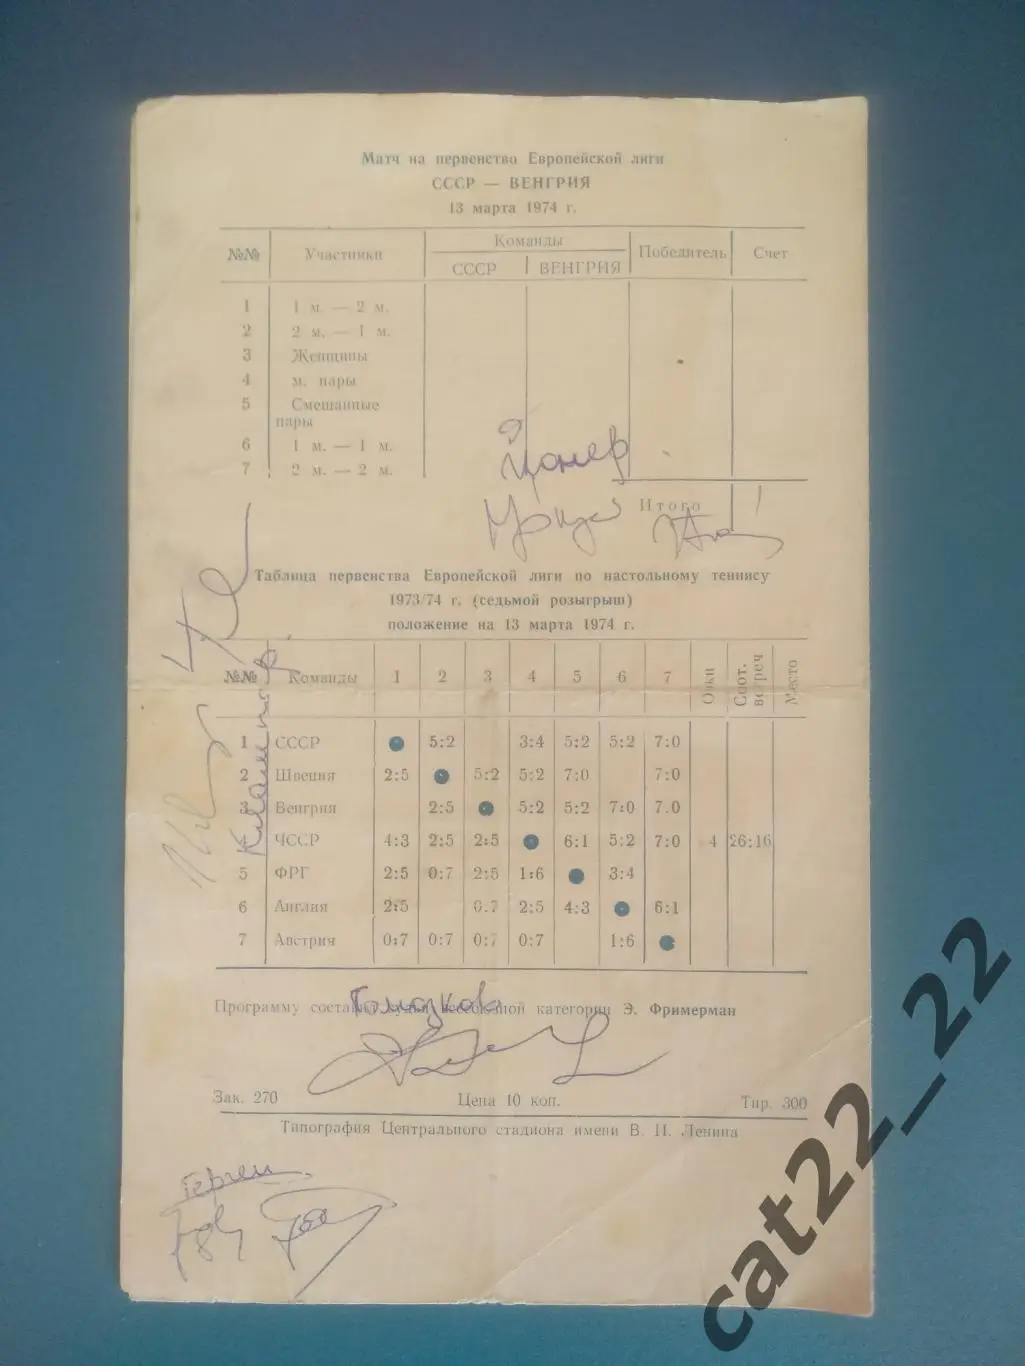 Матч на первенство Европейской лиги
СССР — ВЕНГРИЯ
13 марта 1974 г.
№№ Участники Команды Победитель Счет
СССР ВЕНГРИЯ
1 1 м. — 2 м.
2 2 м. — 1 м.
3 Женщины
4 м. пары
5 Смешанные
пары
6 1 м. — 1 м.
7 2 м. — 2 м.
Итого
Таблица первенства Европейской лиги по настольному теннису
1973/74 г. (седьмой розыгрыш)
положение на 13 марта 1974 г.
№№ Команды 1 2 3 4 5 6 7 Очки Соот. встреч Место
1 СССР 5:2 3:4 5:2 5:2 7:0
2 Швеция 2:5 5:2 5:2 7:0 7:0
3 Венгрия 2:5 5:2 5:2 7:0 7.0
ЧССР 4:3 2:5 2:5 6:1 5:2 7:0 4 26:16
5 ФРГ 2:5 0:7 2:5 1:6 3:4
6 Англия 2:5 0.7 2:5 4:3 6:1
7 Австрия 0:7 0:7 0:7 0:7 1:6
Гомозков
Программу составил судья всесоюзной категории Э. Фримерман
Зак. 270 Цена 10 коп. Тир. 300
Типография Центрального стадиона имени В. И. Ленина
Герген
cat22_22